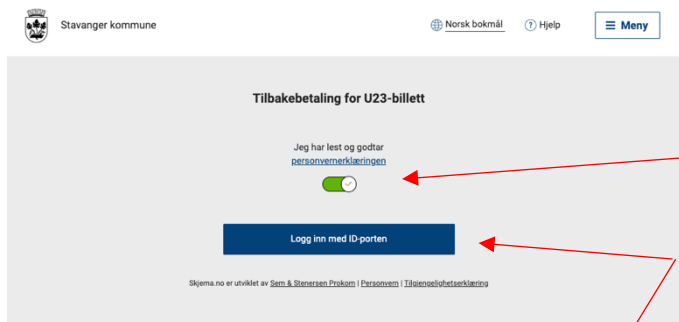 Stavanger kommune
Norsk bokmål
? Hjelp
Meny
Tilbakebetaling for U23-billett
Jeg har lest og godtar
personvernerklæringen
Logg inn med ID-porten
Skjema.no er utviklet av Sem & Stenersen Prokom | Personvern | Tilgjengelighetserklæring